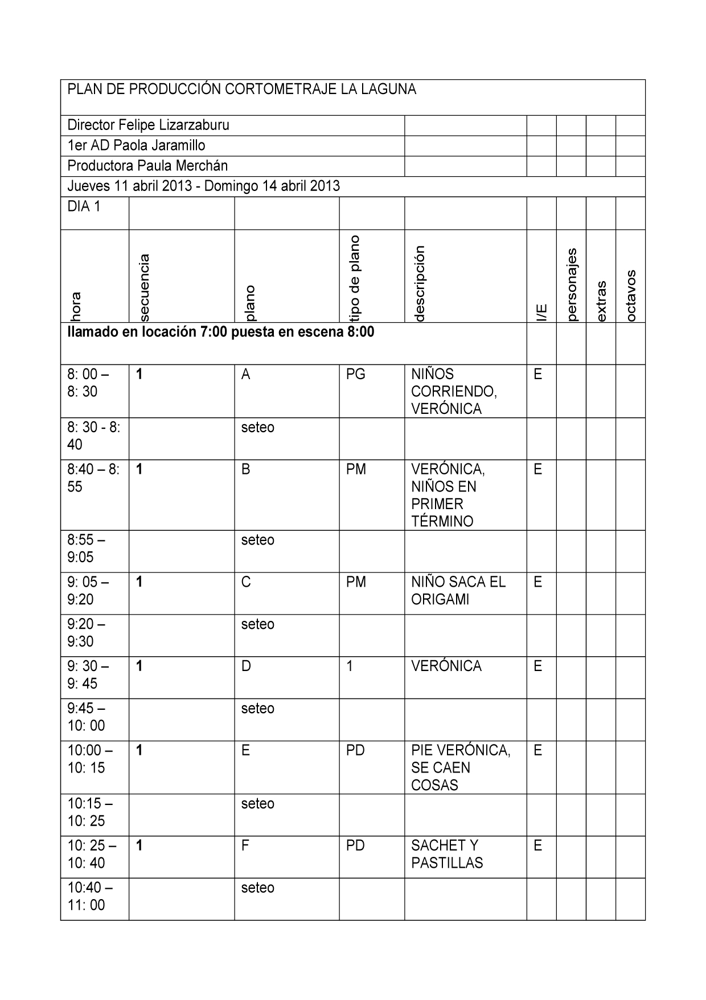 PLAN DE PRODUCCIÓN CORTOMETRAJE LA LAGUNA
Director Felipe Lizarzaburu
1er AD Paola Jaramillo
Productora Paula Merchán
Jueves 11 abril 2013 - Domingo 14 abril 2013
DIA 1
hora secuencia plano tipo de plano descripción I/E personajes extras octavos
llamado en locación 7:00 puesta en escena 8:00
8: 00 – 1 A PG NIÑOS E
8: 30 CORRIENDO,
VERÓNICA
8: 30 - 8: seteo
40
8:40 – 8: 1 B PM VERÓNICA, E
55 NIÑOS EN
PRIMER
TÉRMINO
8:55 – seteo
9:05
9: 05 – 1 C PM NIÑO SACA EL E
9:20 ORIGAMI
9:20 – seteo
9:30
9: 30 – 1 D 1 VERÓNICA E
9: 45
9:45 – seteo
10: 00
10:00 – 1 E PD PIE VERÓNICA, E
10: 15 SE CAEN
COSAS
10:15 – seteo
10: 25
10: 25 – 1 F PD SACHET Y E
10: 40 PASTILLAS
10:40 – seteo
11: 00